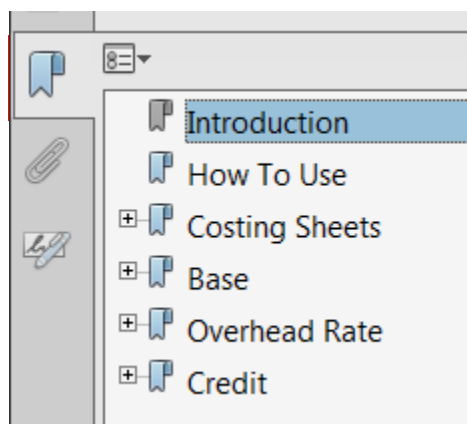 Introduction
How To Use
Costing Sheets
Base
Overhead Rate
Credit